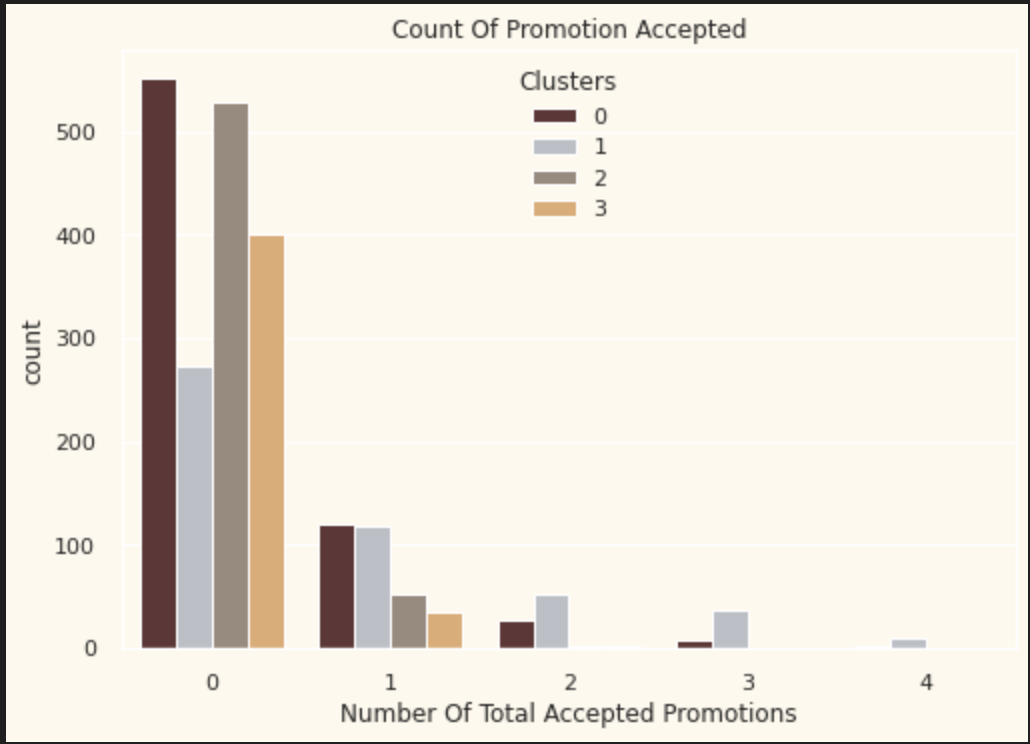 Count Of Promotion Accepted
Clusters
0
1
2
3
count
500
400
300
200
100
0
0 1 2 3 4
Number Of Total Accepted Promotions